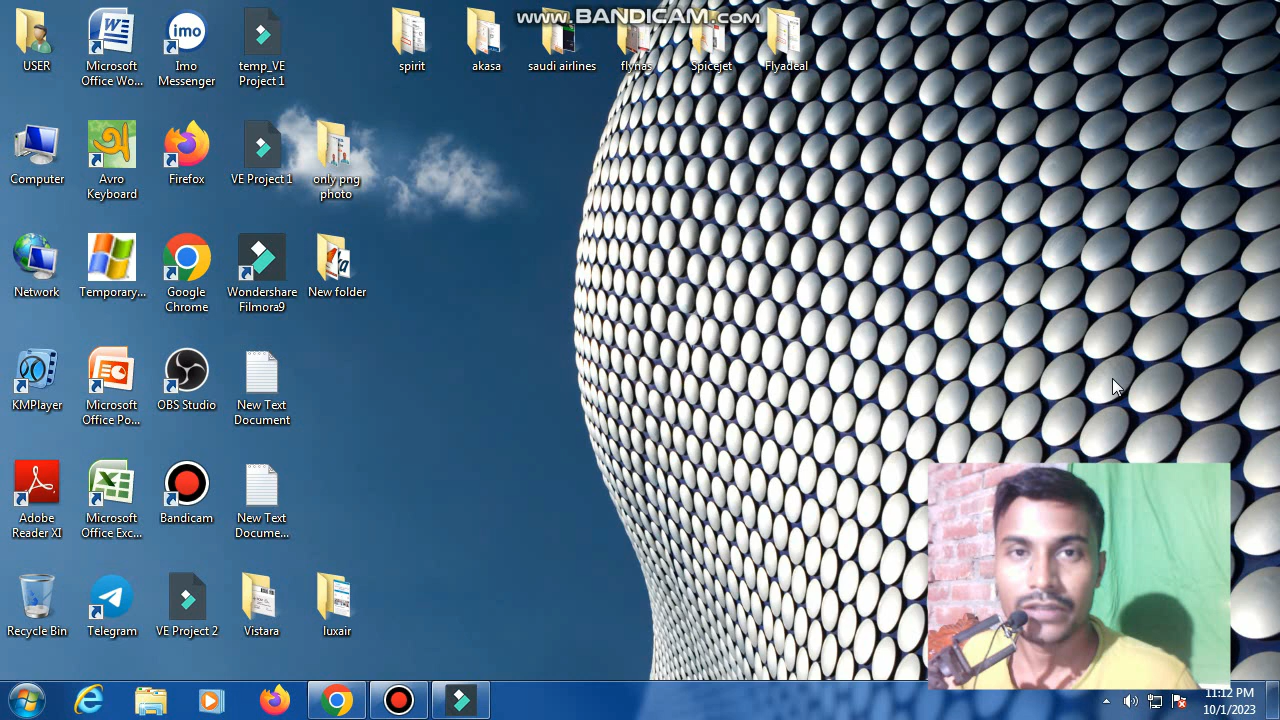 www.BANDICAM.com
USER
Microsoft
Office Wo...
imo
Imo
Messenger
temp_VE
Project 1
spirit
akasa
saudi airlines
flynas
Spicejet
Flyadeal
Computer
অ
Avro
Keyboard
Firefox
VE Project 1
only png
photo
Network
Temporary...
Google
Chrome
Wondershare
Filmora9
New folder
KMPlayer
Microsoft
Office Po...
OBS Studio
New Text
Document
Adobe
Reader XI
Microsoft
Office Exc...
Bandicam
New Text
Docume...
Recycle Bin
Telegram
VE Project 2
Vistara
luxair
11:12 PM
10/1/2023